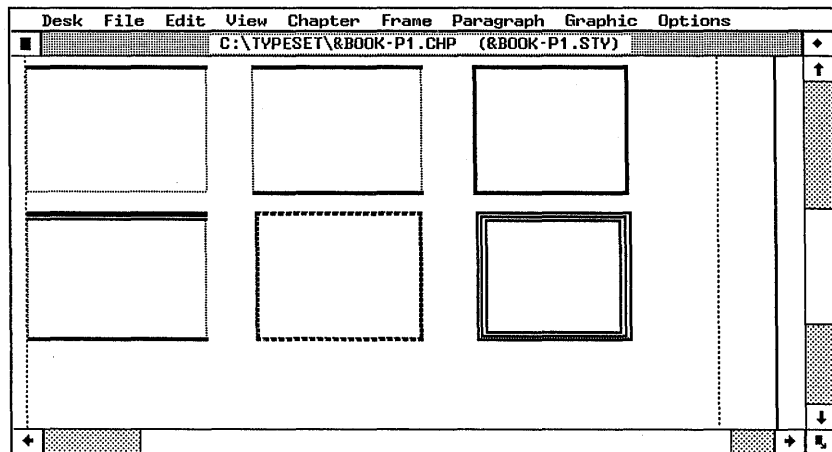 Desk File Edit View Chapter Frame Paragraph Graphic Options
C:\TYPESET\&BOOK-P1.CHP (&BOOK-P1.STY)